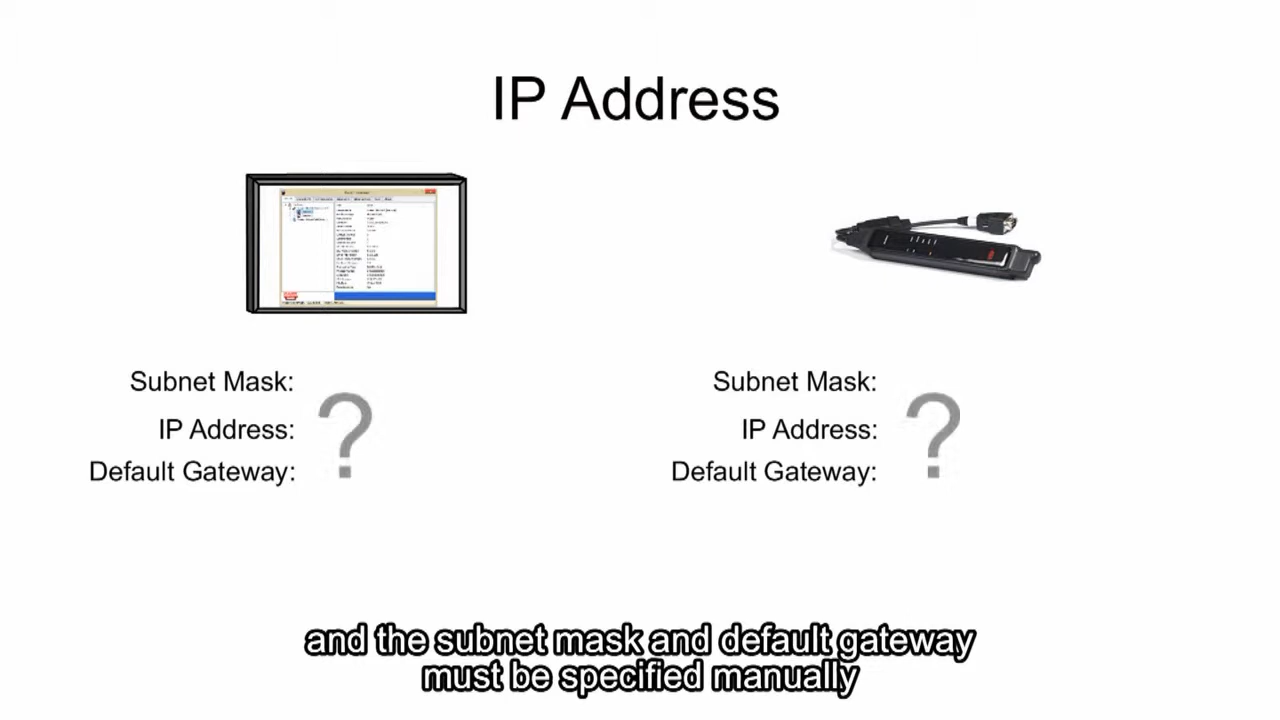 IP Address
Subnet Mask:
IP Address:
Default Gateway:
?
Subnet Mask:
IP Address:
Default Gateway:
?
and the subnet mask and default gateway
must be specified manually